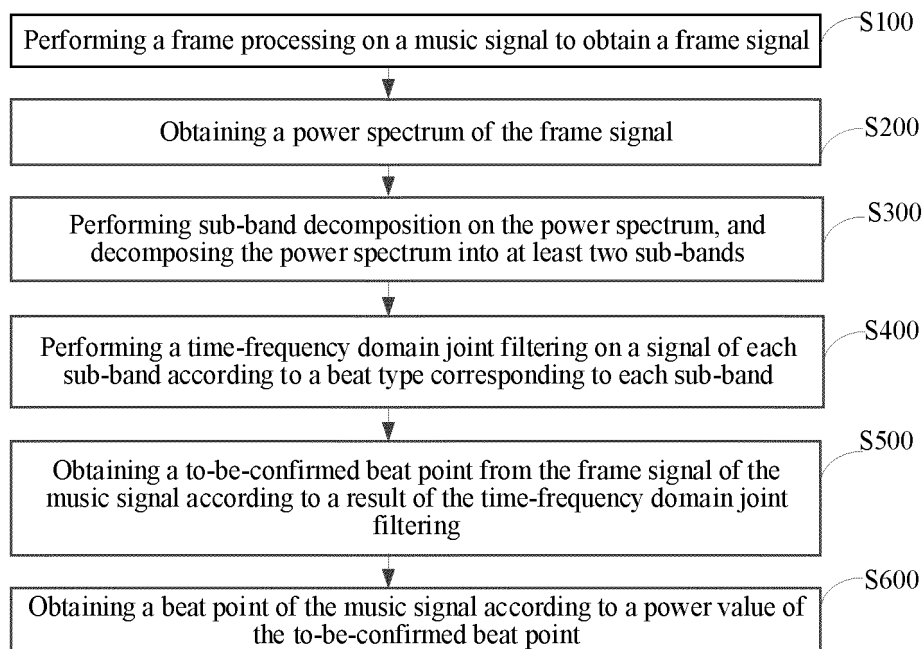 Performing a frame processing on a music signal to obtain a frame signal
S100
Obtaining a power spectrum of the frame signal
S200
Performing sub-band decomposition on the power spectrum, and
decomposing the power spectrum into at least two sub-bands
S300
Performing a time-frequency domain joint filtering on a signal of each
sub-band according to a beat type corresponding to each sub-band
S400
Obtaining a to-be-confirmed beat point from the frame signal of the
music signal according to a result of the time-frequency domain joint
filtering
S500
Obtaining a beat point of the music signal according to a power value of
the to-be-confirmed beat point
S600